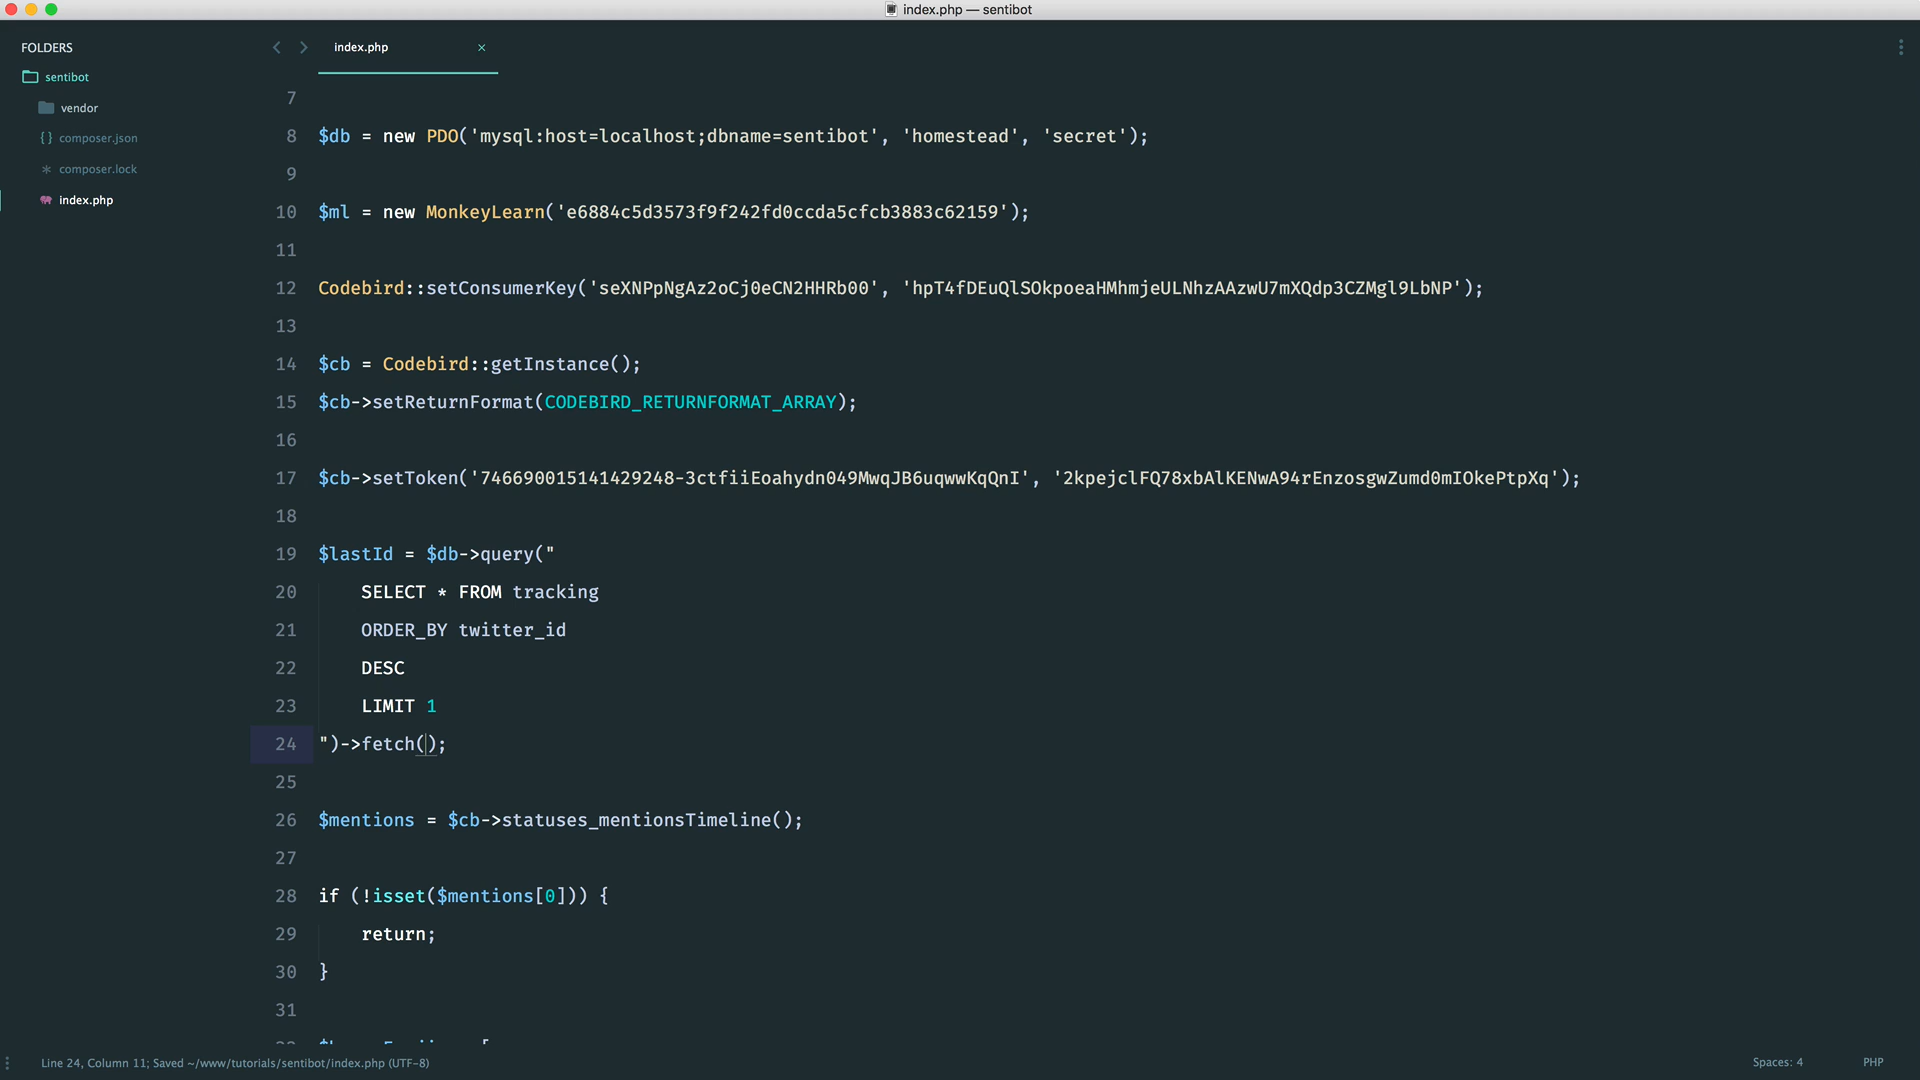 index.php — sentibot
FOLDERS
sentibot
vendor
{} composer.json
* composer.lock
index.php
index.php ×
7
8 $db = new PDO('mysql:host=localhost;dbname=sentibot', 'homestead', 'secret');
9
10 $ml = new MonkeyLearn('e6884c5d3573f9f242fd0ccda5cfcb3883c62159');
11
12 Codebird::setConsumerKey('seXNPpNgAz2oCj0eCN2HHRb00', 'hpT4fDEuQlSOkpoeaHMhmjeULNhzAAzwU7mXQdp3CZMgl9LbNP');
13
14 $cb = Codebird::getInstance();
15 $cb->setReturnFormat(CODEBIRD_RETURNFORMAT_ARRAY);
16
17 $cb->setToken('746690015141429248-3ctfiiEoahydn049MwqJB6uqwwKqQnI', '2kpejclFQ78xbAlKENwA94rEnzosgwZumd0mIOkePtpXq');
18
19 $lastId = $db->query("
20 SELECT * FROM tracking
21 ORDER_BY twitter_id
22 DESC
23 LIMIT 1
24 ")->fetch();
25
26 $mentions = $cb->statuses_mentionsTimeline();
27
28 if (!isset($mentions[0])) {
29 return;
30 }
31
Line 24, Column 11; Saved ~/www/tutorials/sentibot/index.php (UTF-8)
Spaces: 4
PHP